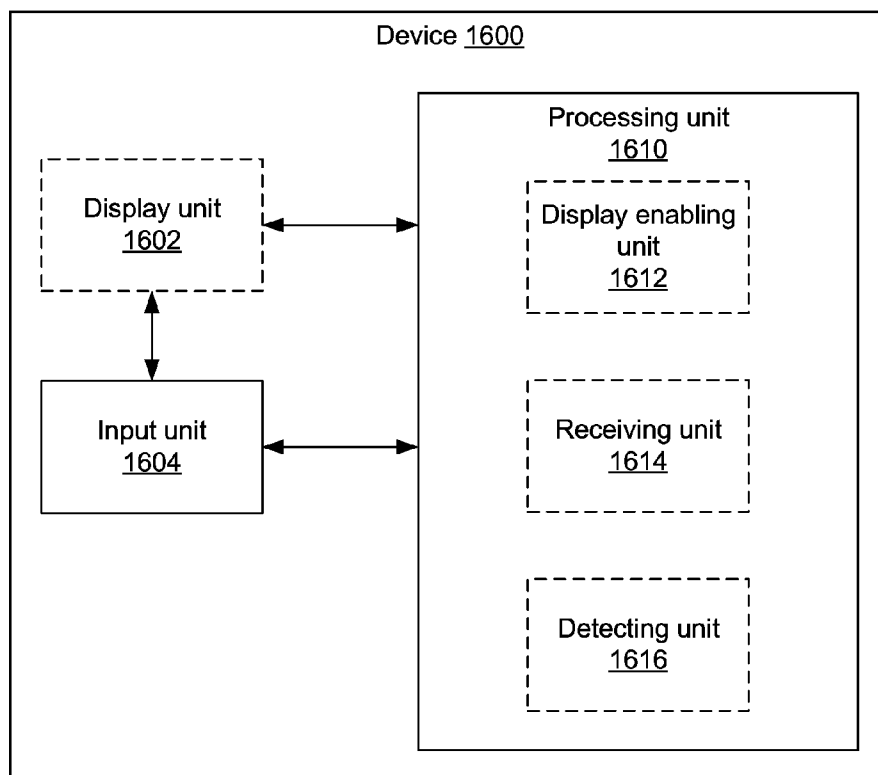 Device 1600
Processing unit
1610
Display unit
1602
Display enabling
unit
1612
Input unit
1604
Receiving unit
1614
Detecting unit
1616